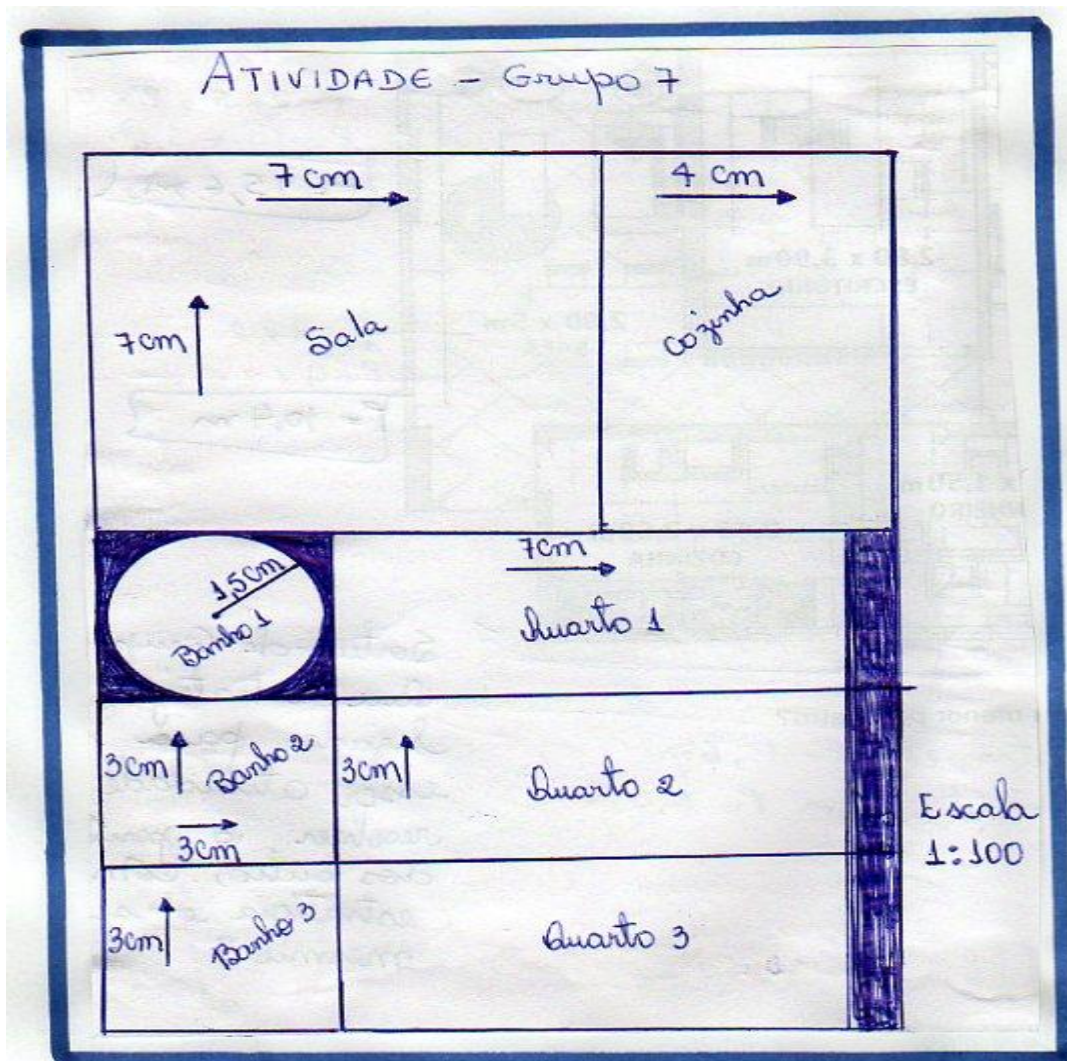 ATIVIDADE - Grupo 7
7 cm
4 cm
7cm
Sala
cozinha
7cm
1,5cm
Banho 1
Quarto 1
3cm
Banho 2
3cm
3cm
Quarto 2
Escala
1:100
3cm
Banho 3
Quarto 3